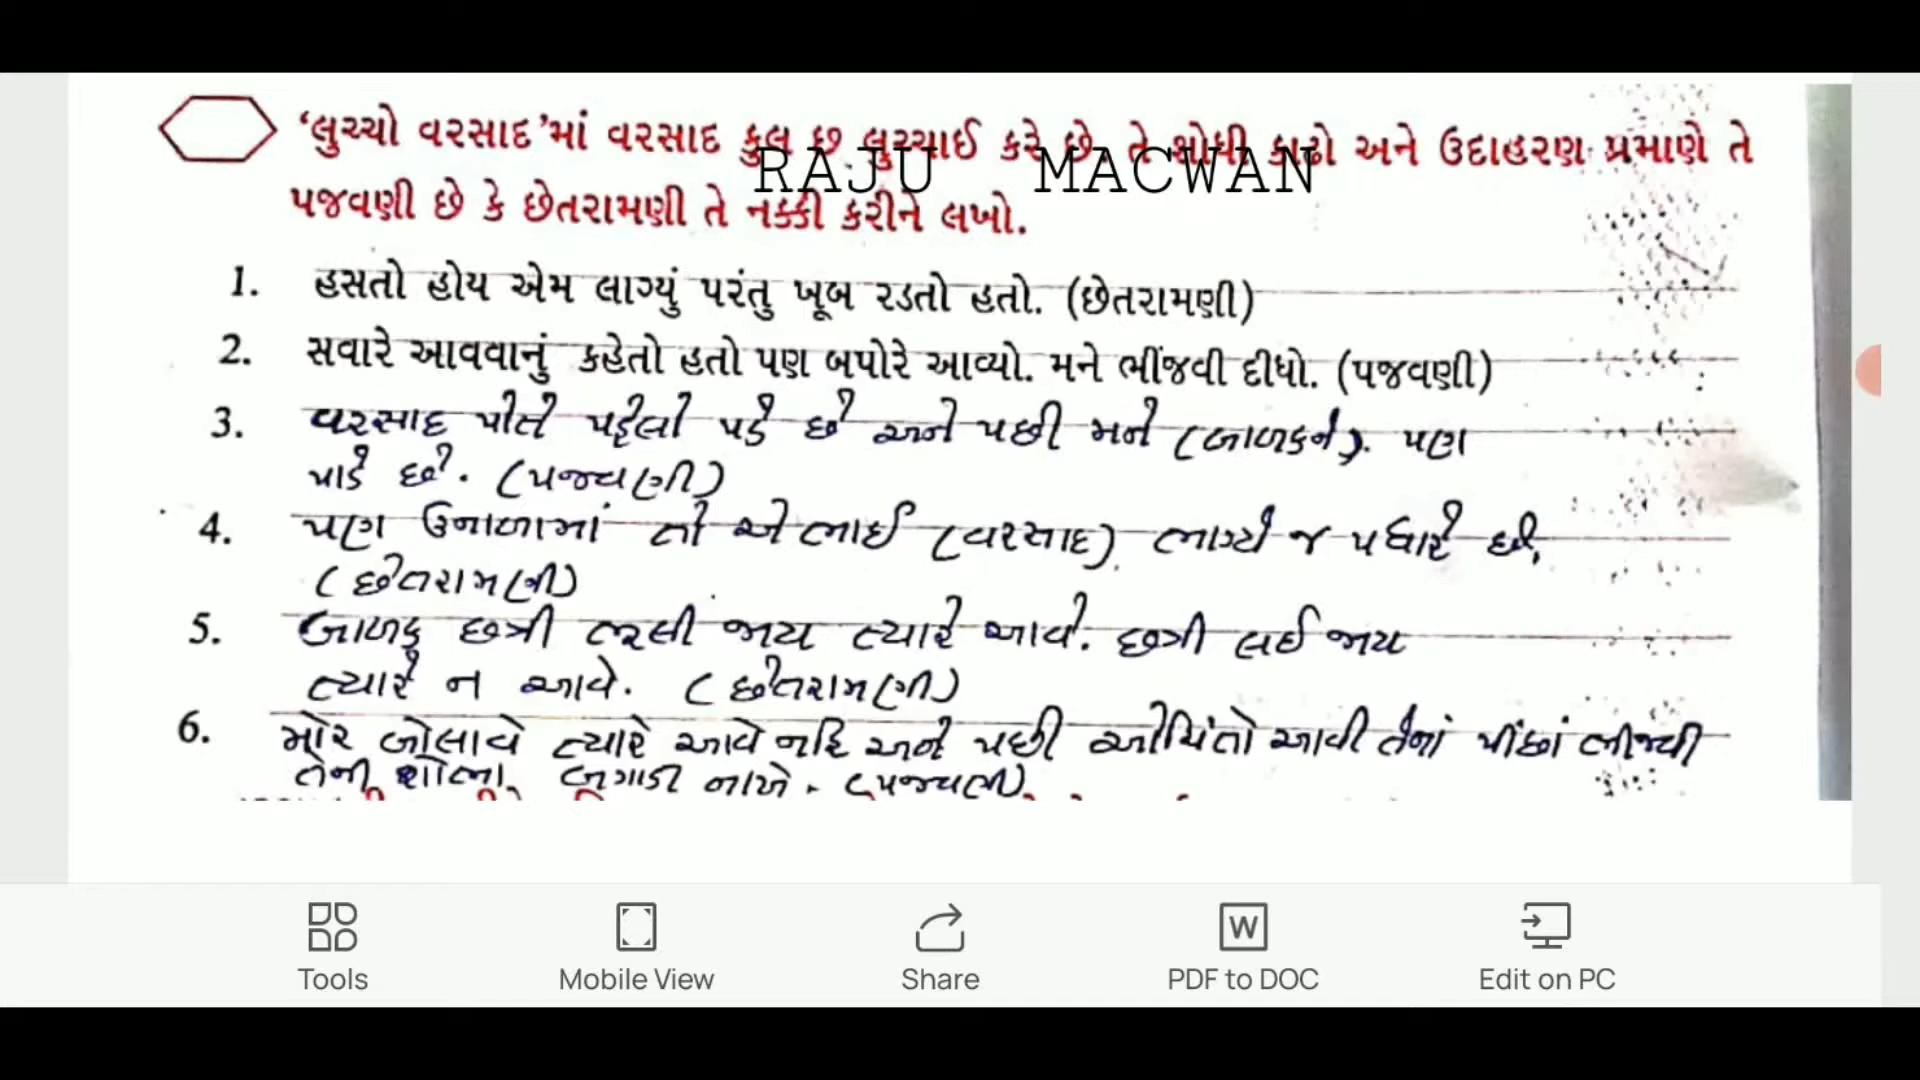 ‘લુચ્ચો વરસાદ’માં વરસાદ કુલ છ લુચ્ચાઈ કરે છે. તે શોધી કાઢો અને ઉદાહરણ પ્રમાણે તે
RAJU MACWAN
પજવણી છે કે છેતરામણી તે નક્કી કરીને લખો.
1. હસતો હોય એમ લાગ્યું પરંતુ ખૂબ રડતો હતો. (છેતરામણી)
2. સવારે આવવાનું કહેતો હતો પણ બપોરે આવ્યો. મને ભીંજવી દીધો. (પજવણી)
3. વરસાદ પોતે પહેલો પડે છે અને પછી મને (બાળકને). પણ
પાડે છે. (પજવણી)
4. પણ ઉનાળામાં તો એ ભાઈ (વરસાદ) ભાગ્યે જ પધારે છે.
(છેતરામણી)
5. બાળક છત્રી ભૂલી જાય ત્યારે આવે. છત્રી લઈ જાય
ત્યારે ન આવે. (છેતરામણી)
6. મોર બોલાવે ત્યારે આવે નહિ અને પછી ઓચિંતો આવી તેનાં પીંછાં ભીંજવી
તેની શોભા બગાડી નાખે. (પજવણી)
Tools
Mobile View
Share
PDF to DOC
Edit on PC